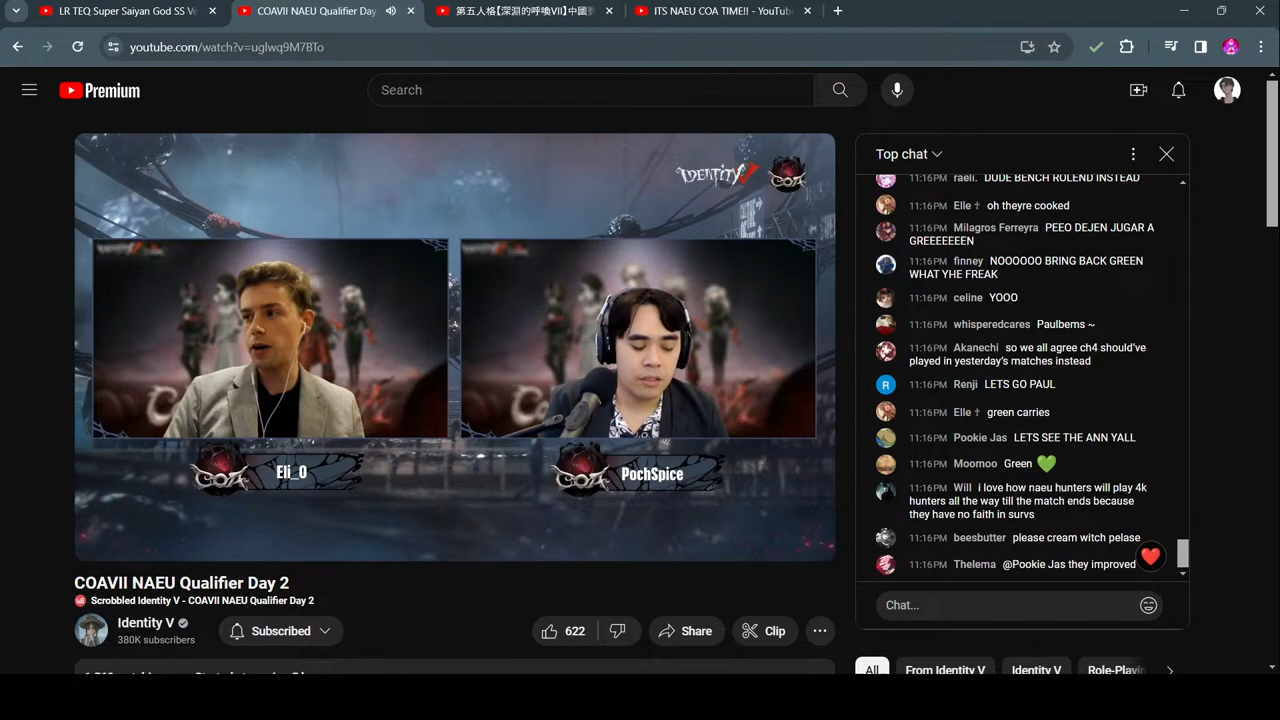 LR TEQ Super Saiyan God SS Ve
COAVII NAEU Qualifier Day
第五人格【深淵的呼喚VII】中國賽
ITS NAEU COA TIME!! - YouTub
youtube.com/watch?v=uglwq9M7BTo
Premium
Search
IDENTITY V
COA
Eli_O
PochSpice
Top chat
11:16PM raeli. DUDE BENCH ROLEND INSTEAD
11:16PM Elle ✝ oh theyre cooked
11:16PM Milagros Ferreyra PEEO DEJEN JUGAR A
GREEEEEEEN
11:16PM finney NOOOOOO BRING BACK GREEN
WHAT YHE FREAK
11:16PM celine YOOO
11:16PM whisperedcares Paulbems ~
11:16PM Akanechi so we all agree ch4 should've
played in yesterday's matches instead
R 11:16PM Renji LETS GO PAUL
11:16PM Elle ✝ green carries
11:16PM Pookie Jas LETS SEE THE ANN YALL
11:16PM Moomoo Green 💚
11:16PM Will i love how naeu hunters will play 4k
hunters all the way till the match ends because
they have no faith in survs
11:16PM beesbutter please cream witch pelase
11:16PM Thelema @Pookie Jas they improved
Chat...
COAVII NAEU Qualifier Day 2
Scrobbled Identity V - COAVII NAEU Qualifier Day 2
Identity V
380K subscribers
Subscribed
622
Share
Clip
All
From Identity V
Identity V
Role-Playin